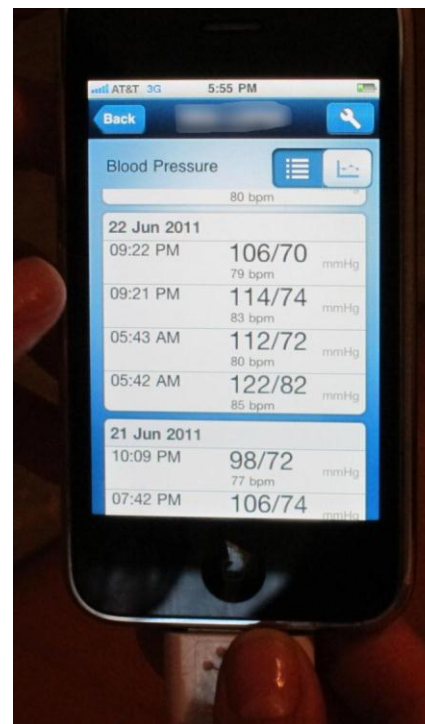 AT&T 3G 5:55 PM
Back
Blood Pressure
80 bpm
22 Jun 2011
09:22 PM 106/70 mmHg
79 bpm
09:21 PM 114/74 mmHg
83 bpm
05:43 AM 112/72 mmHg
80 bpm
05:42 AM 122/82 mmHg
85 bpm
21 Jun 2011
10:09 PM 98/72 mmHg
77 bpm
07:42 PM 106/74 mmHg